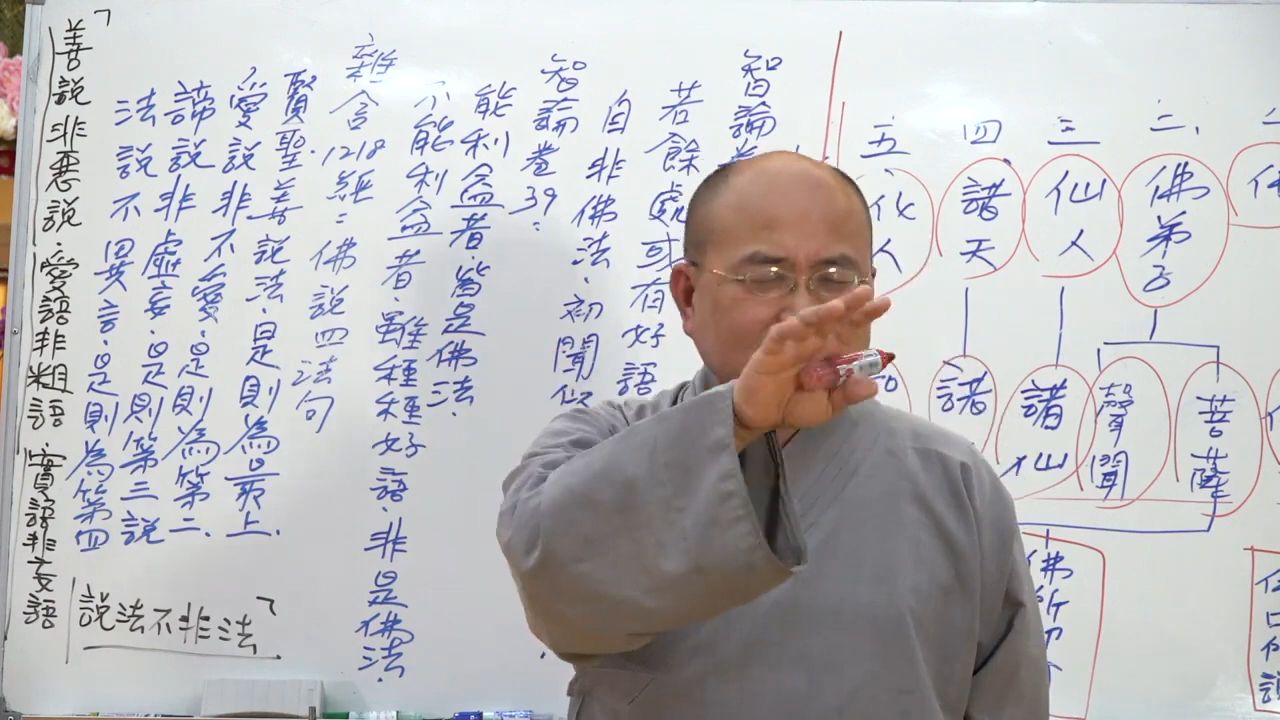 二、
三
四、
五、
佛弟子
仙人
諸天
化人
菩薩
聲聞
諸仙
諸
佛所印
智論卷
若餘處或有好語
自非佛法、初聞似
智論卷39:
能利益者、皆是佛法.
不能利益者、雖種種好語、非是佛法.
雜含1218經:佛說四法句
賢聖善說法、是則為最上.
愛說非不愛、是則為第二.
諦說非虛妄、是則第三說
法說不異言、是則為第四
善說非惡說 愛語非粗語 實語非妄語
說法不非法